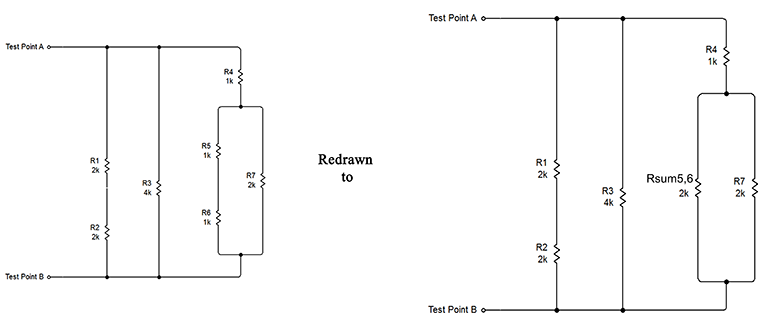 Test Point A
R4
1k
R5
1k
R1
2k
R3
4k
R7
2k
R6
1k
R2
2k
Test Point B
Redrawn
to
Test Point A
R4
1k
R1
2k
Rsum5,6
2k
R7
2k
R3
4k
R2
2k
Test Point B